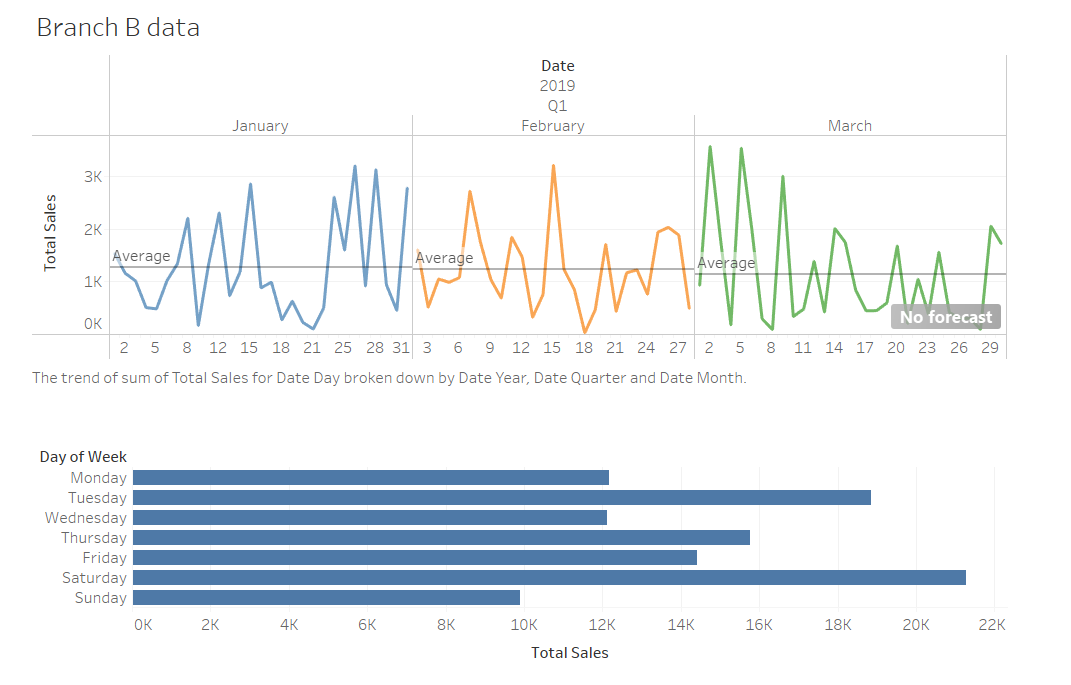 Branch B data
Date
2019
Q1
January February March
Total Sales
3K
2K
1K
0K
Average Average Average
No forecast
2 5 8 12 15 18 21 25 28 31 3 6 9 12 15 18 21 24 27 2 5 8 11 14 17 20 23 26 29
The trend of sum of Total Sales for Date Day broken down by Date Year, Date Quarter and Date Month.
Day of Week
Monday
Tuesday
Wednesday
Thursday
Friday
Saturday
Sunday
0K 2K 4K 6K 8K 10K 12K 14K 16K 18K 20K 22K
Total Sales